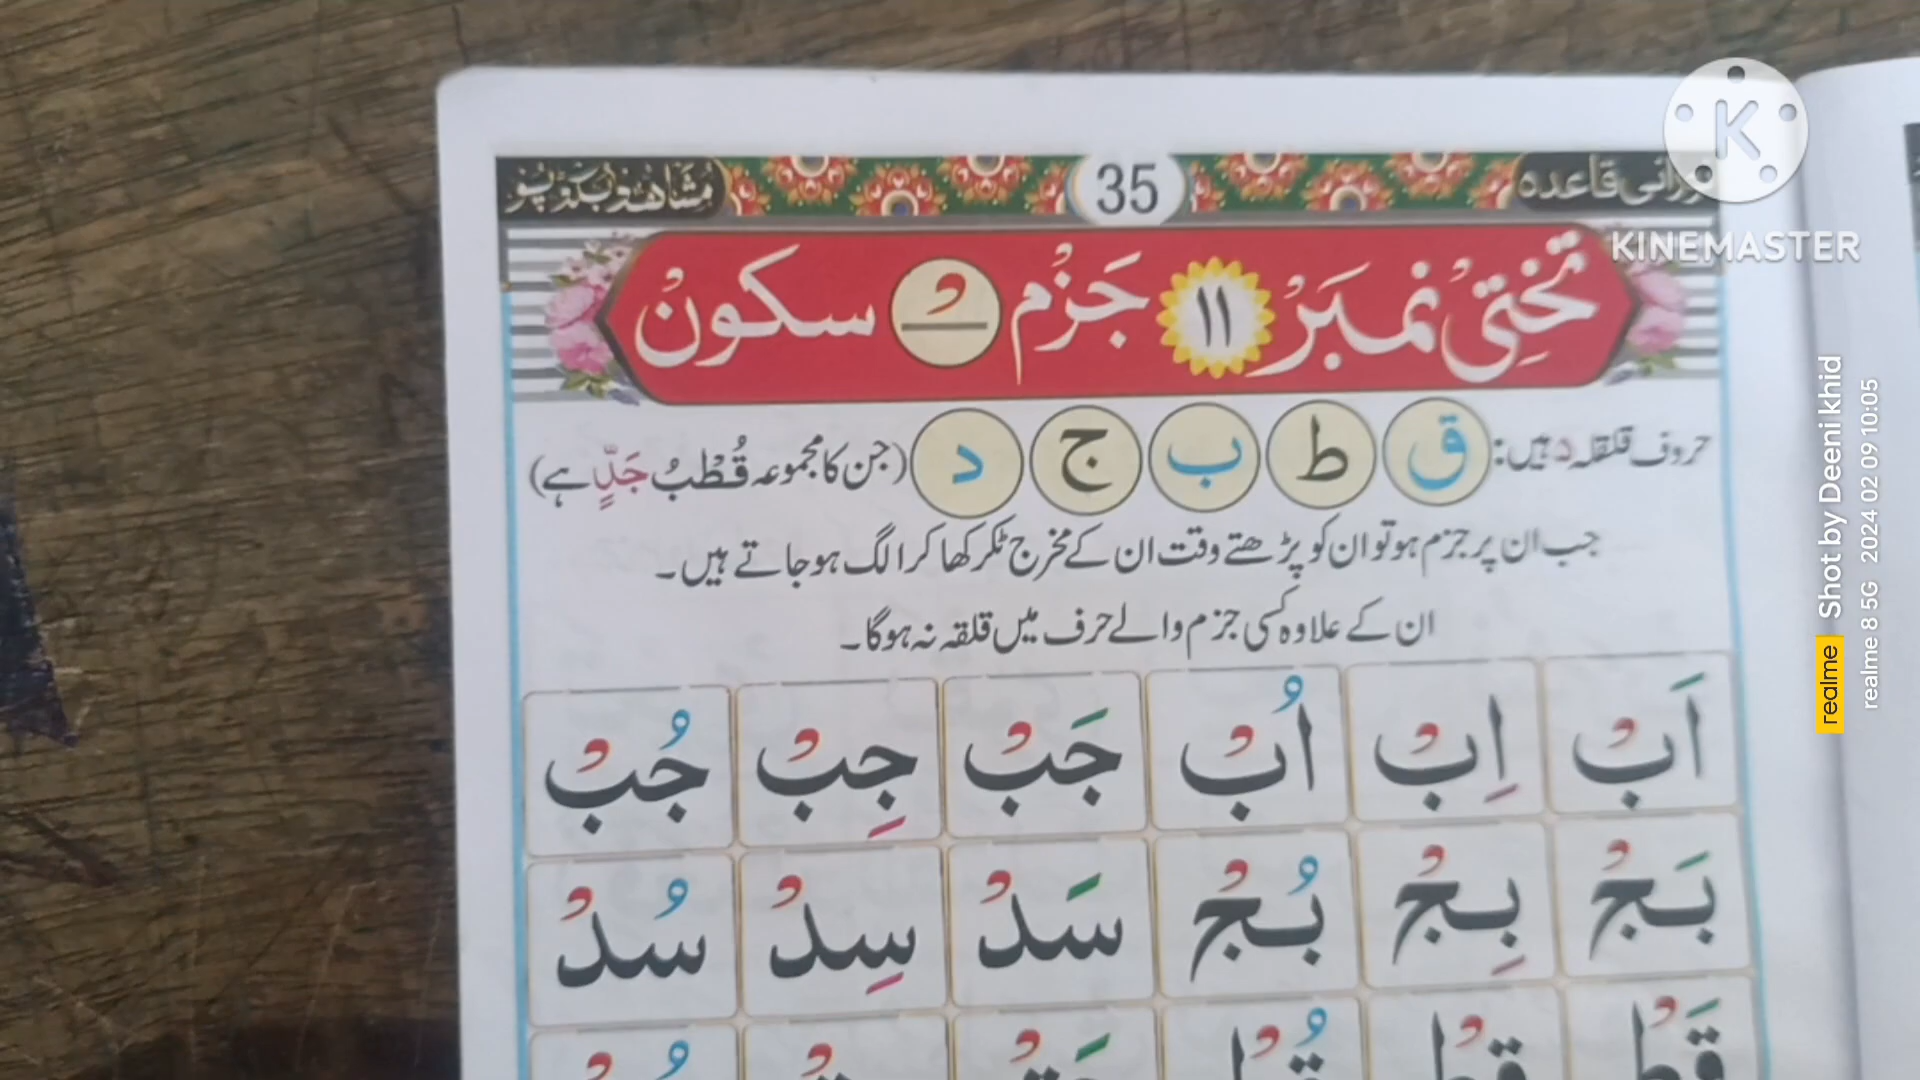 نورانی قاعدہ 35 مشاہد بکڈپو
تختی نمبر ۱۱ جزم سکون
حروف قلقلہ ۵ ہیں: ق ط ب ج د (جن کا مجموعہ قُطْبُ جَدٍّ ہے)
جب ان پر جزم ہو تو ان کو پڑھتے وقت ان کے مخرج ٹکر کھا کر الگ ہو جاتے ہیں۔
ان کے علاوہ کسی جزم والے حرف میں قلقہ نہ ہوگا۔
اَبْ اِبْ اُبْ جَبْ جِبْ جُبْ
بَجْ بِجْ بُجْ سَدْ سِدْ سُدْ
KINEMASTER
realme Shot by Deeni khid
realme 8 5G 2024 02 09 10:05